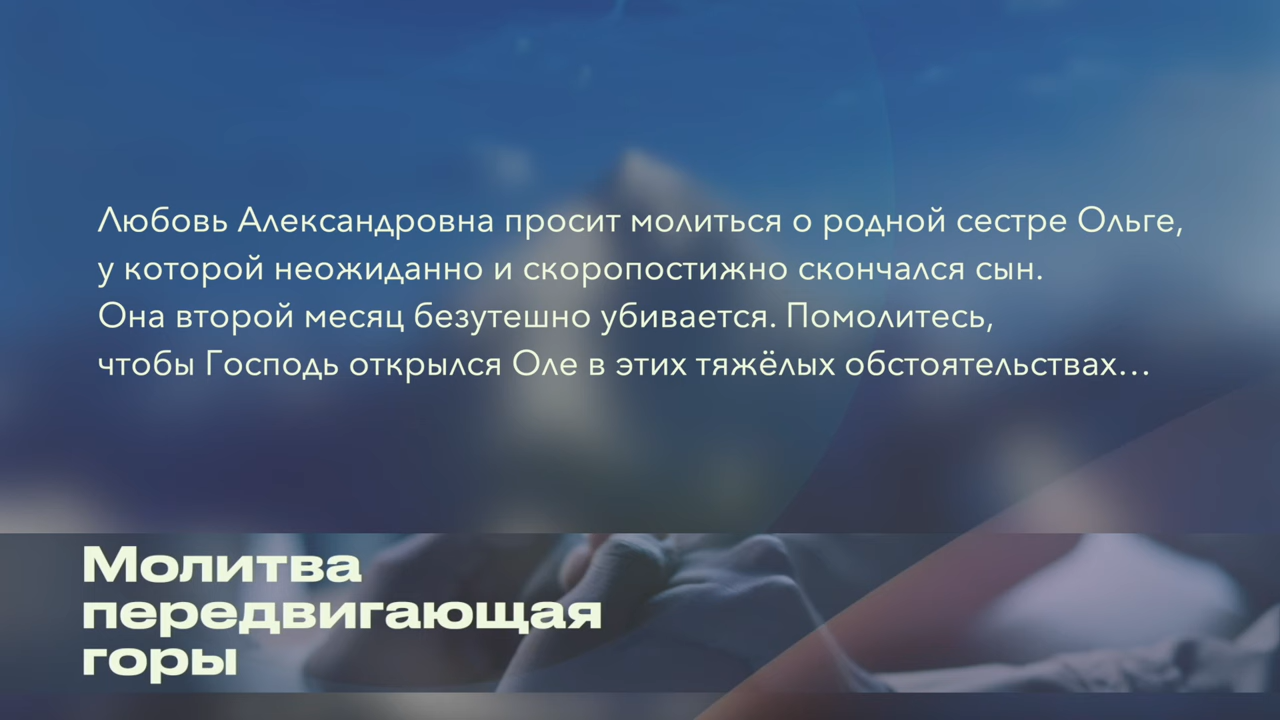 Любовь Александровна просит молиться о родной сестре Ольге,
у которой неожиданно и скоропостижно скончался сын.
Она второй месяц безутешно убивается. Помолитесь,
чтобы Господь открылся Оле в этих тяжёлых обстоятельствах...
Молитва
передвигающая
горы